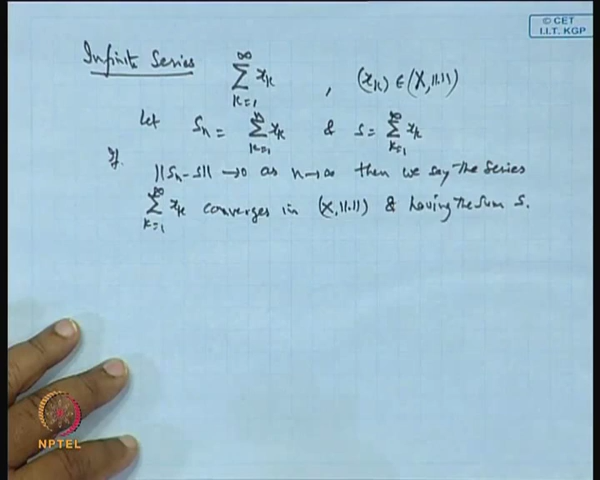 © CET
I.I.T. KGP
Infinite Series ∑_{k=1}^{∞} x_k , (x_k) ∈ (X, ||.||)
Let S_n = ∑_{k=1}^{n} x_k & s = ∑_{k=1}^{∞} x_k
If ||S_n - s|| → 0 as n → ∞ then we say the series
∑_{k=1}^{∞} x_k converges in (X, ||.||) & having the sum s.
NPTEL